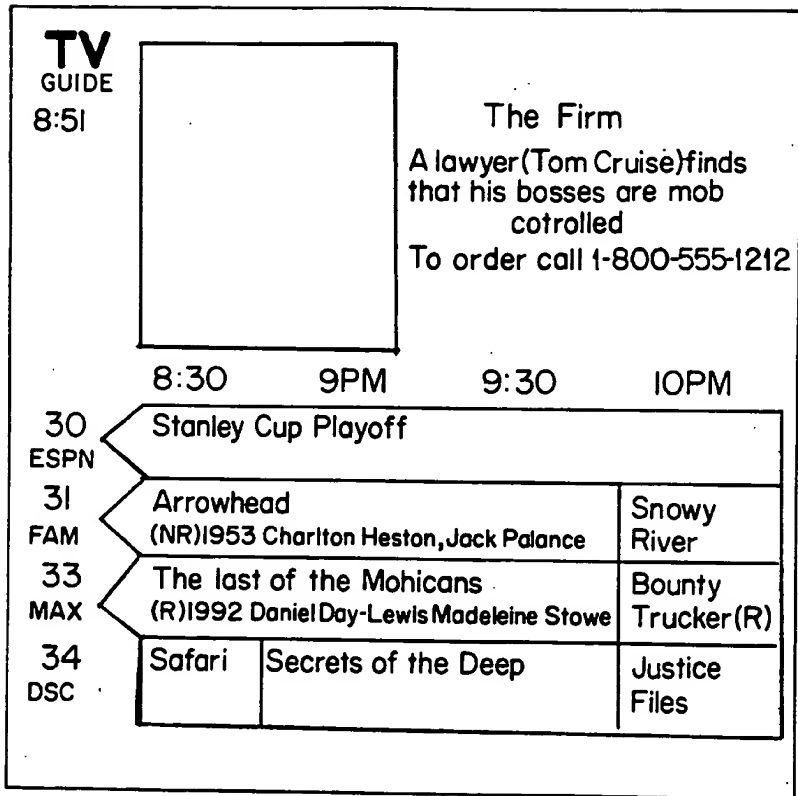 TV
GUIDE
8:51
The Firm
A lawyer(Tom Cruise)finds
that his bosses are mob
cotrolled
To order call 1-800-555-1212
8:30 9PM 9:30 10PM
30 Stanley Cup Playoff
ESPN
31 Arrowhead Snowy
FAM (NR)1953 Charlton Heston, Jack Palance River
33 The last of the Mohicans Bounty
MAX (R)1992 Daniel Day-Lewis Madeleine Stowe Trucker(R)
34 Safari Secrets of the Deep Justice
DSC Files